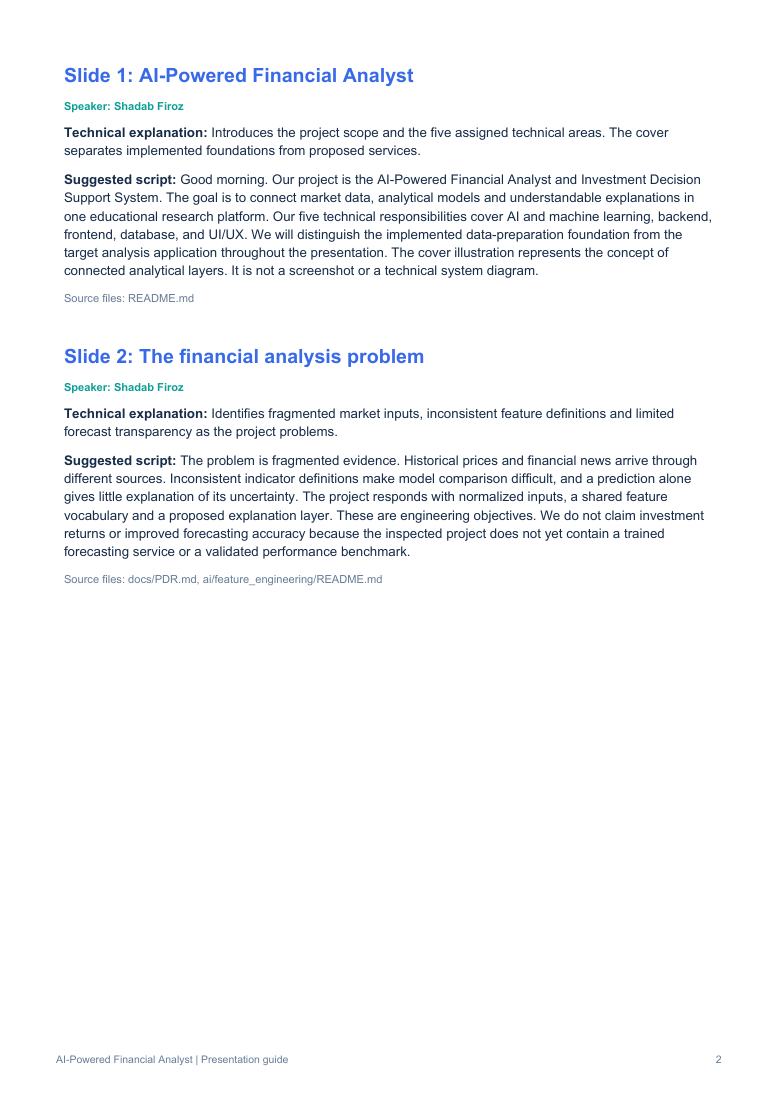 Slide 1: AI-Powered Financial Analyst
Speaker: Shadab Firoz
Technical explanation: Introduces the project scope and the five assigned technical areas. The cover
separates implemented foundations from proposed services.
Suggested script: Good morning. Our project is the AI-Powered Financial Analyst and Investment Decision
Support System. The goal is to connect market data, analytical models and understandable explanations in
one educational research platform. Our five technical responsibilities cover AI and machine learning, backend,
frontend, database, and UI/UX. We will distinguish the implemented data-preparation foundation from the
target analysis application throughout the presentation. The cover illustration represents the concept of
connected analytical layers. It is not a screenshot or a technical system diagram.
Source files: README.md
Slide 2: The financial analysis problem
Speaker: Shadab Firoz
Technical explanation: Identifies fragmented market inputs, inconsistent feature definitions and limited
forecast transparency as the project problems.
Suggested script: The problem is fragmented evidence. Historical prices and financial news arrive through
different sources. Inconsistent indicator definitions make model comparison difficult, and a prediction alone
gives little explanation of its uncertainty. The project responds with normalized inputs, a shared feature
vocabulary and a proposed explanation layer. These are engineering objectives. We do not claim investment
returns or improved forecasting accuracy because the inspected project does not yet contain a trained
forecasting service or a validated performance benchmark.
Source files: docs/PDR.md, ai/feature_engineering/README.md
AI-Powered Financial Analyst | Presentation guide
2